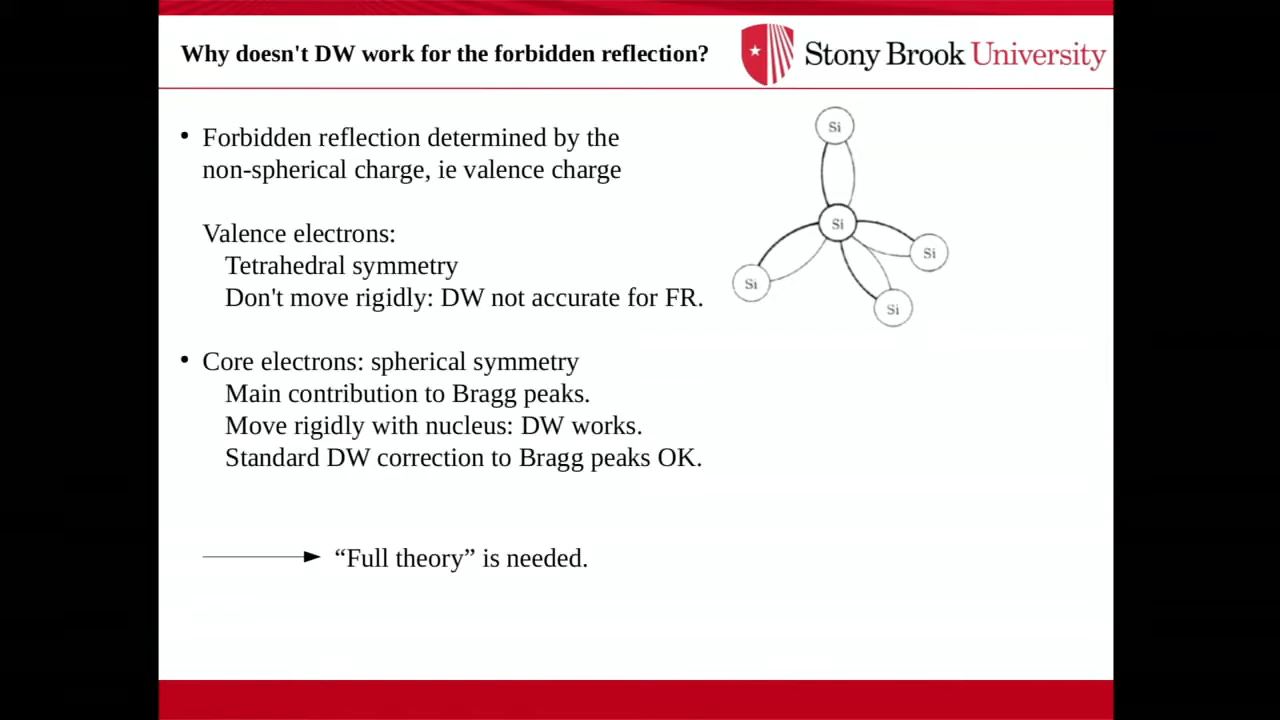 Why doesn't DW work for the forbidden reflection?
Stony Brook University
• Forbidden reflection determined by the
non-spherical charge, ie valence charge
Valence electrons:
Tetrahedral symmetry
Don't move rigidly: DW not accurate for FR.
• Core electrons: spherical symmetry
Main contribution to Bragg peaks.
Move rigidly with nucleus: DW works.
Standard DW correction to Bragg peaks OK.
“Full theory” is needed.
Si
Si
Si
Si
Si